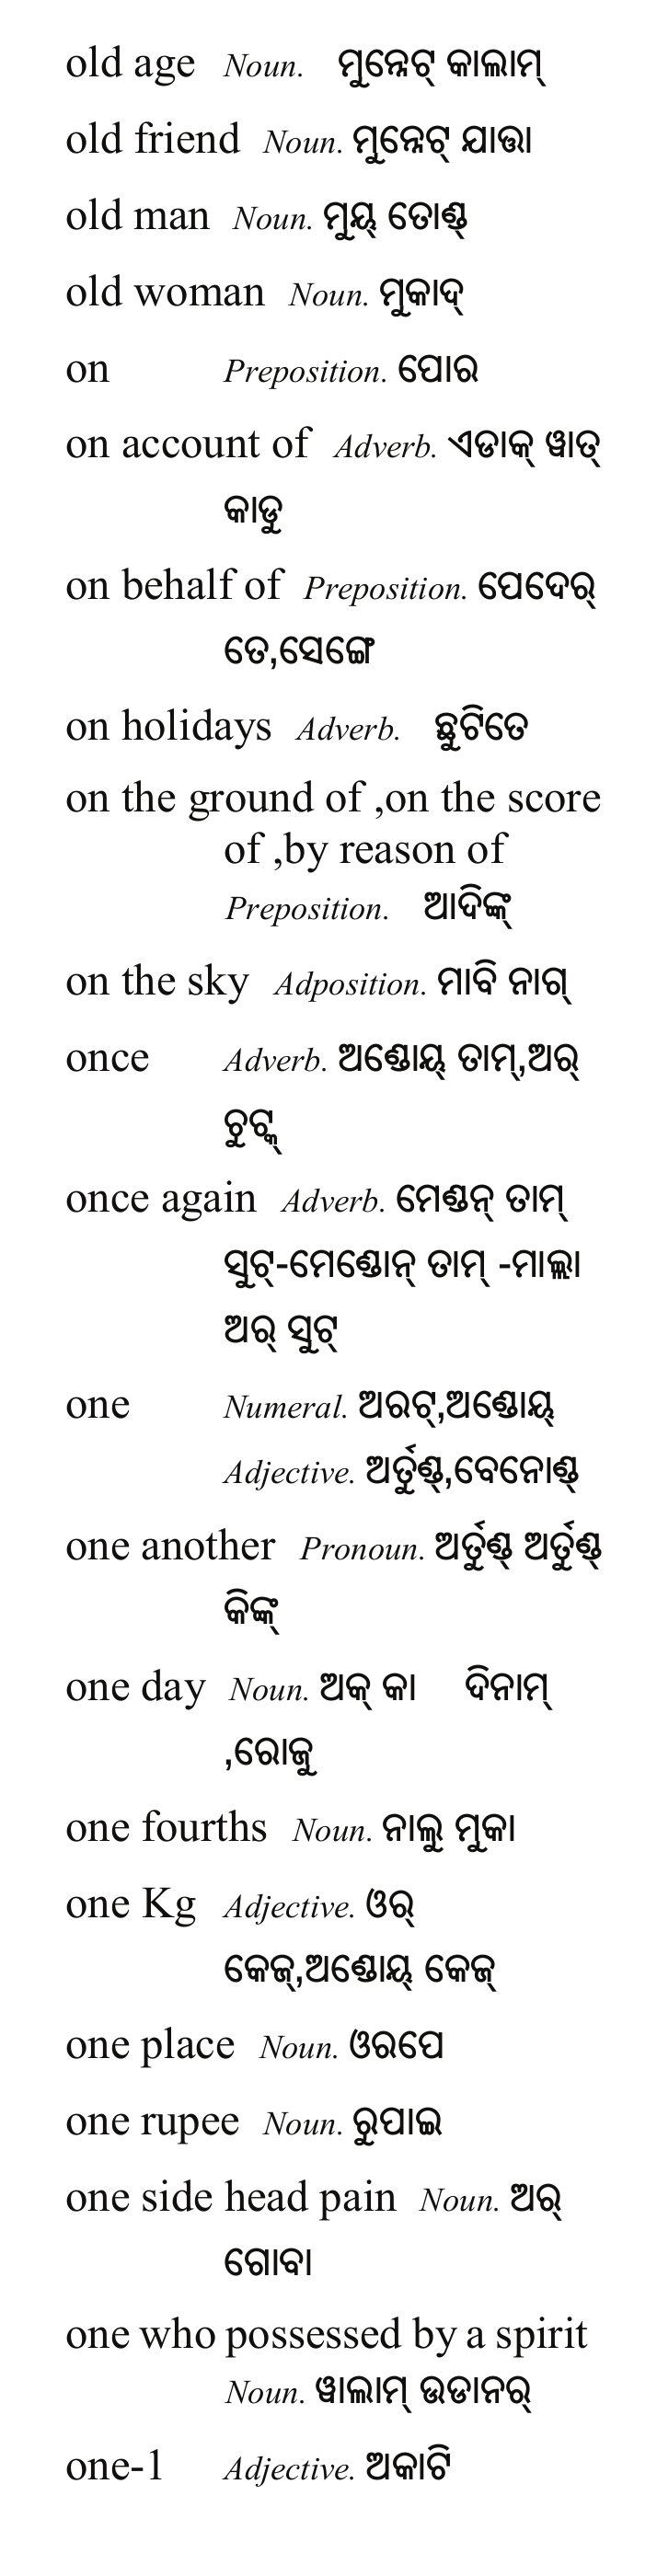 old age Noun. ମୁନ୍ନେଟ୍ କାଲାମ୍
old friend Noun. ମୁନ୍ନେଟ୍ ଯାତ୍ତା
old man Noun. ମୁୟ୍ ତୋଣ୍ଡ୍
old woman Noun. ମୁକାଦ୍
on Preposition. ପୋର
on account of Adverb. ଏଡାକ୍ ୱାତ୍
କାଡୁ
on behalf of Preposition. ପେଦେର୍
ତେ,ସେଙ୍ଗେ
on holidays Adverb. ଛୁଟିତେ
on the ground of ,on the score
of ,by reason of
Preposition. ଆଦିଙ୍କ୍
on the sky Adposition. ମାବି ନାଗ୍
once Adverb. ଅଣ୍ଡୋୟ୍ ତାମ୍,ଅର୍
ଚୁଟ୍କ୍
once again Adverb. ମେଣ୍ଡନ୍ ତାମ୍
ସୁଟ୍-ମେଣ୍ଡୋନ୍ ତାମ୍ -ମାଲ୍ଲା
ଅର୍ ସୁଟ୍
one Numeral. ଅରଟ୍,ଅଣ୍ଡୋୟ୍
Adjective. ଅର୍ତୁଣ୍ଡ୍,ବେନୋଣ୍ଡ୍
one another Pronoun. ଅର୍ତୁଣ୍ଡ୍ ଅର୍ତୁଣ୍ଡ୍
କିଙ୍କ୍
one day Noun. ଅକ୍ କା ଦିନାମ୍
,ରୋଜୁ
one fourths Noun. ନାଲୁ ମୁକା
one Kg Adjective. ଓର୍
କେଜ୍,ଅଣ୍ଡୋୟ୍ କେଜ୍
one place Noun. ଓରପେ
one rupee Noun. ରୁପାଇ
one side head pain Noun. ଅର୍
ଗୋବା
one who possessed by a spirit
Noun. ୱାଲାମ୍ ଉଡାନର୍
one-1 Adjective. ଅକାଟି